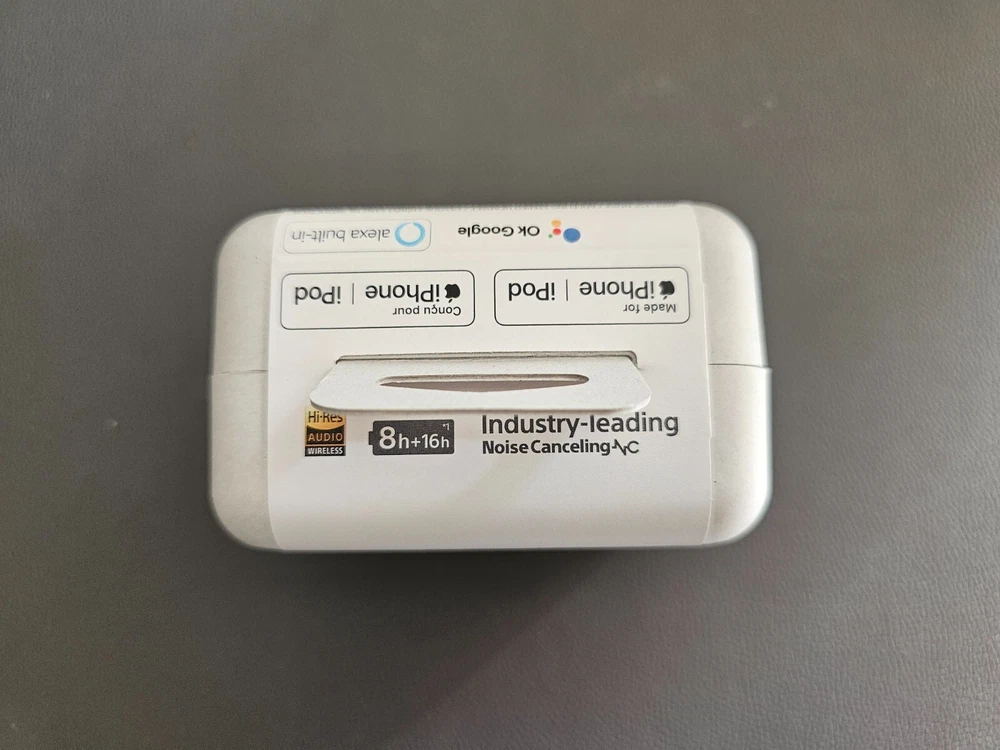 alexa built-in
Ok Google
Conçu pour
iPhone | iPod
Made for
iPhone | iPod
Hi-Res
AUDIO
WIRELESS
8h+16h *1
Industry-leading
Noise Canceling